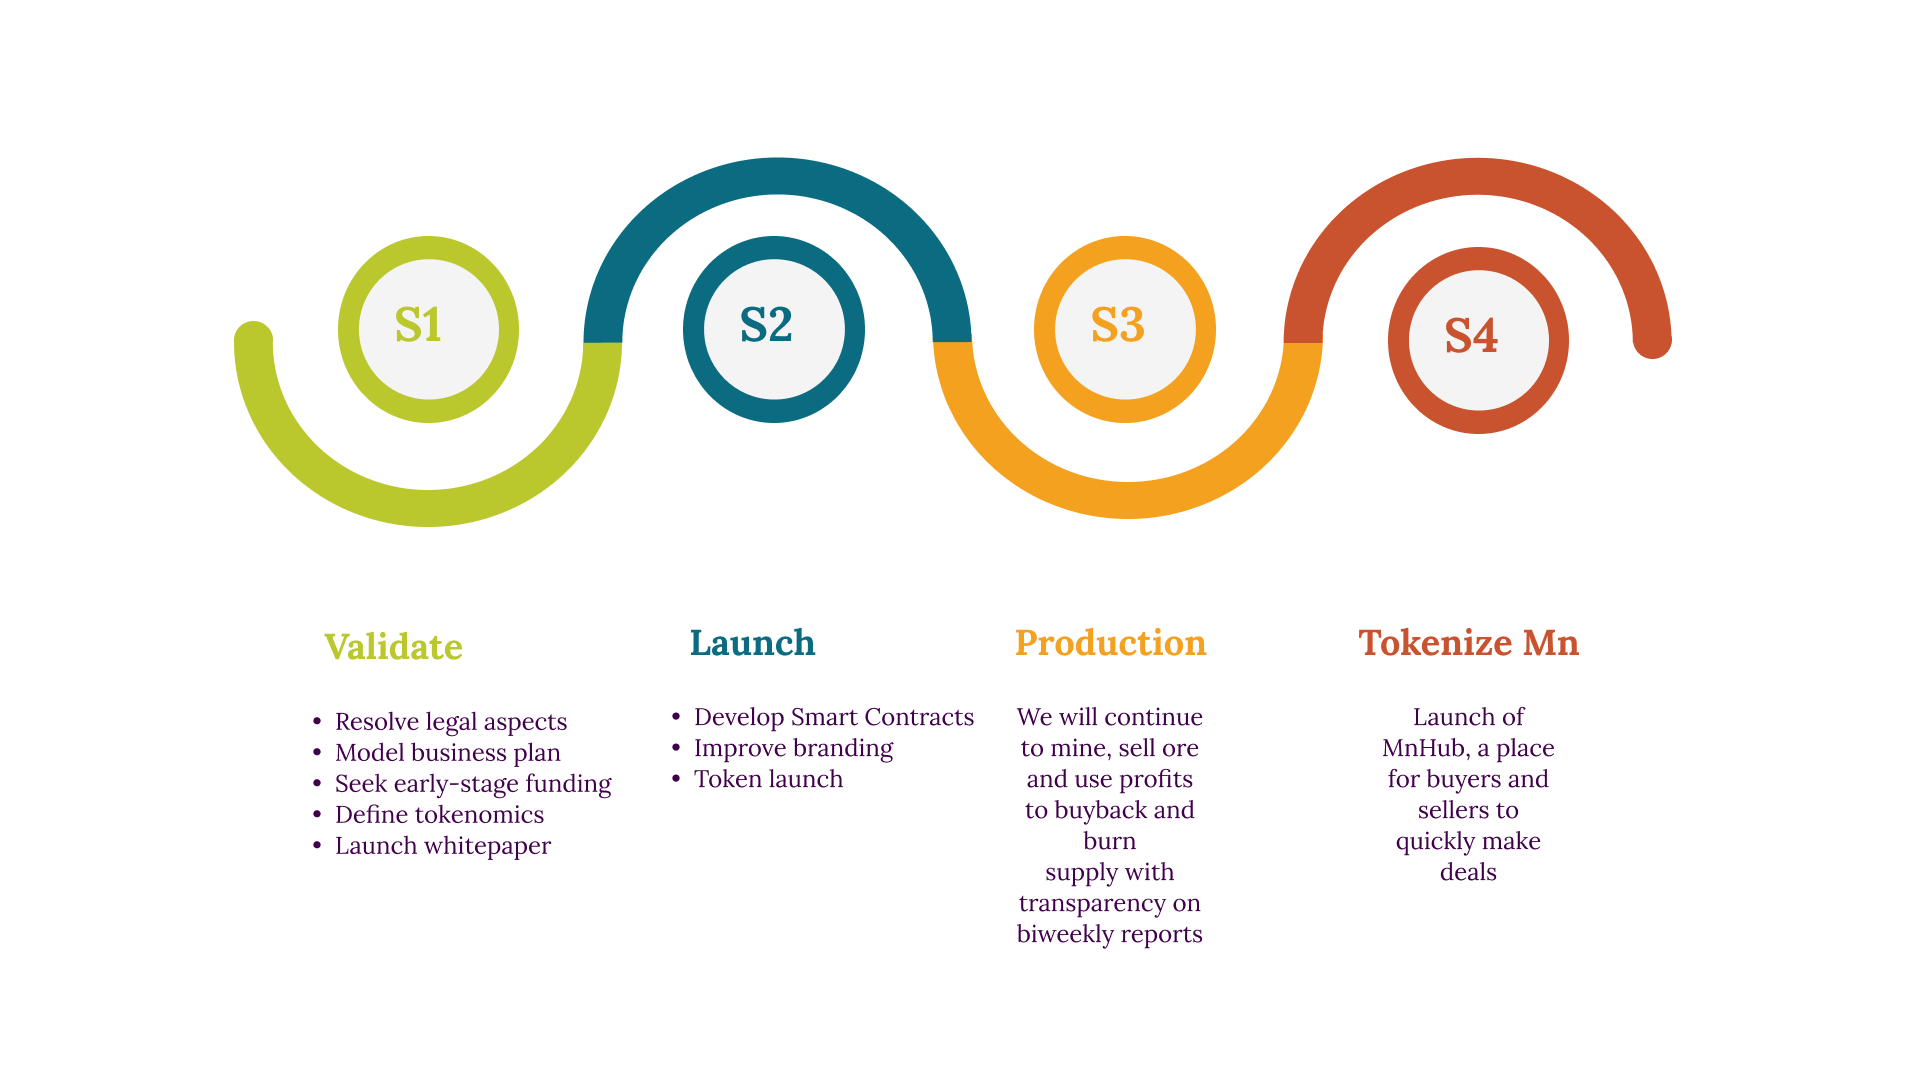 S1
S2
S3
S4
Validate
• Resolve legal aspects
• Model business plan
• Seek early-stage funding
• Define tokenomics
• Launch whitepaper
Launch
• Develop Smart Contracts
• Improve branding
• Token launch
Production
We will continue
to mine, sell ore
and use profits
to buyback and
burn
supply with
transparency on
biweekly reports
Tokenize Mn
Launch of
MnHub, a place
for buyers and
sellers to
quickly make
deals